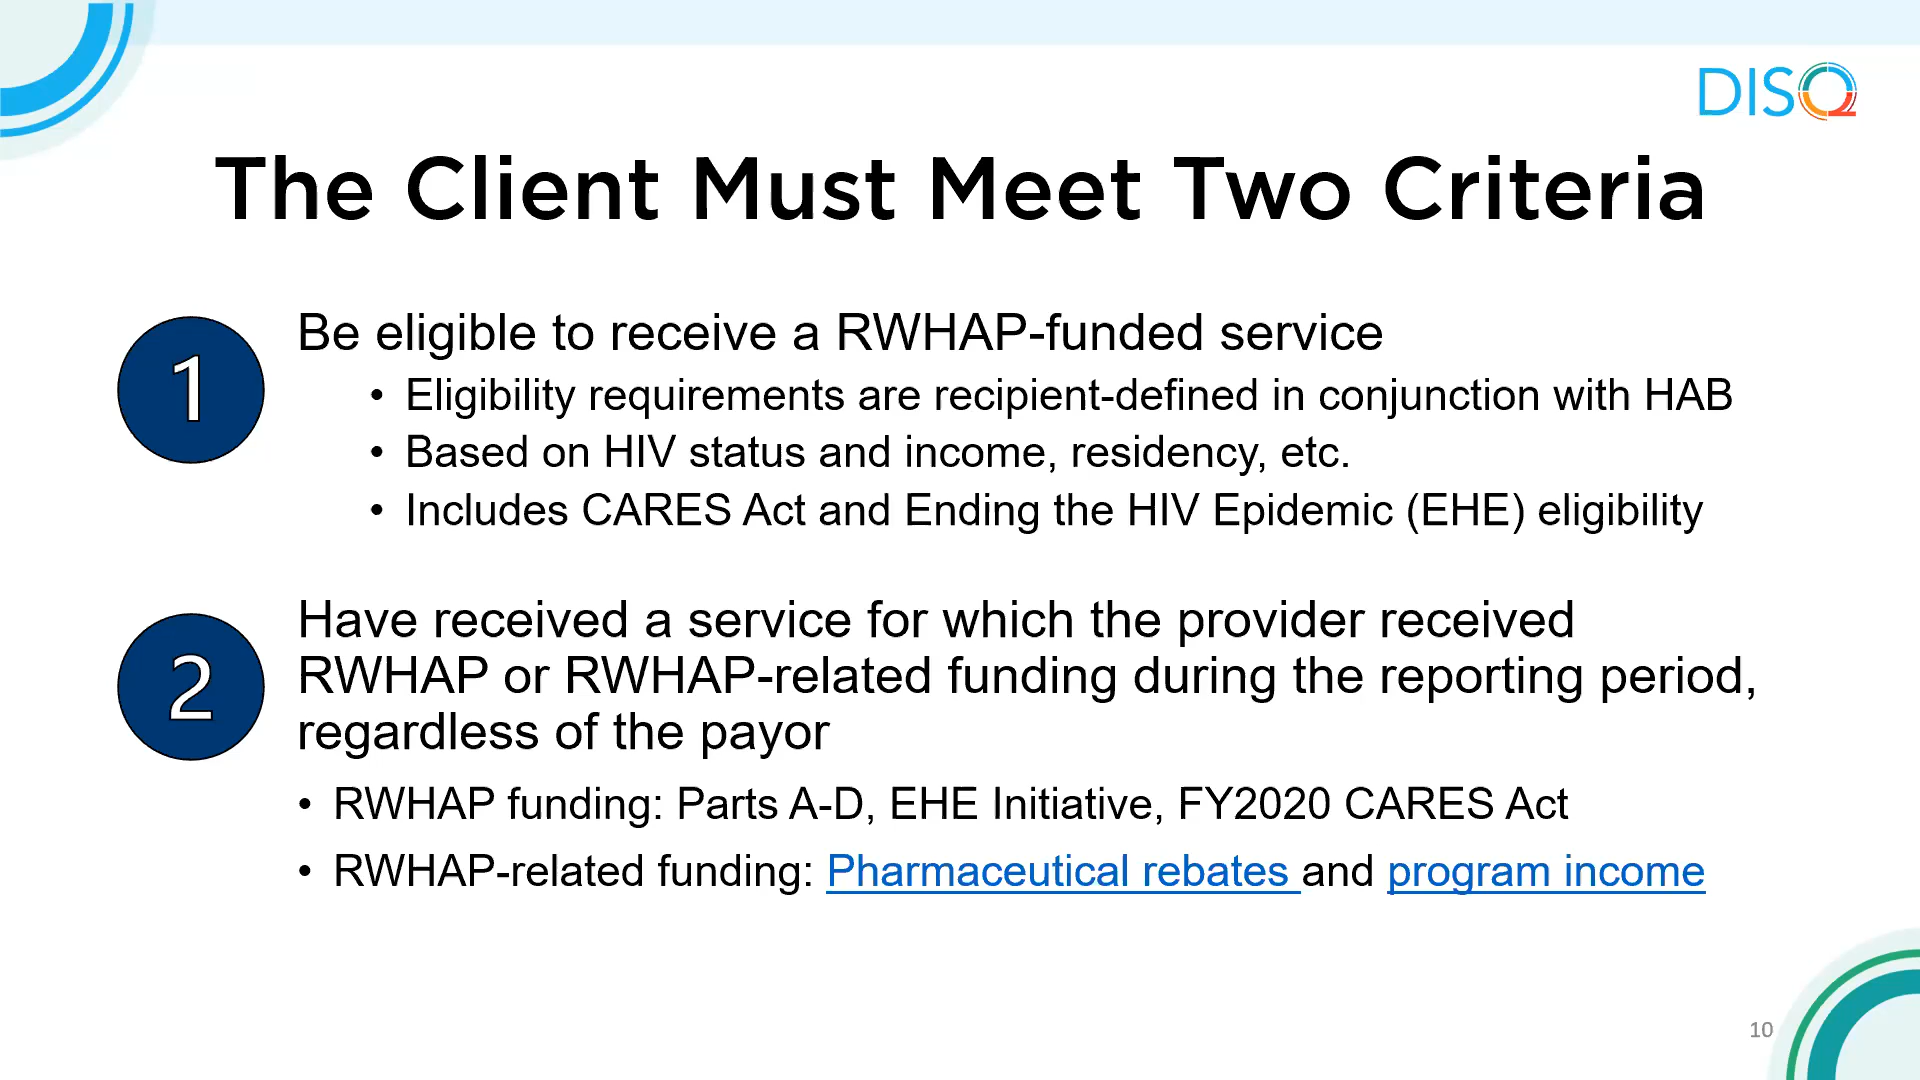 DISQ
The Client Must Meet Two Criteria
1
Be eligible to receive a RWHAP-funded service
• Eligibility requirements are recipient-defined in conjunction with HAB
• Based on HIV status and income, residency, etc.
• Includes CARES Act and Ending the HIV Epidemic (EHE) eligibility
2
Have received a service for which the provider received
RWHAP or RWHAP-related funding during the reporting period,
regardless of the payor
• RWHAP funding: Parts A-D, EHE Initiative, FY2020 CARES Act
• RWHAP-related funding: Pharmaceutical rebates and program income
10